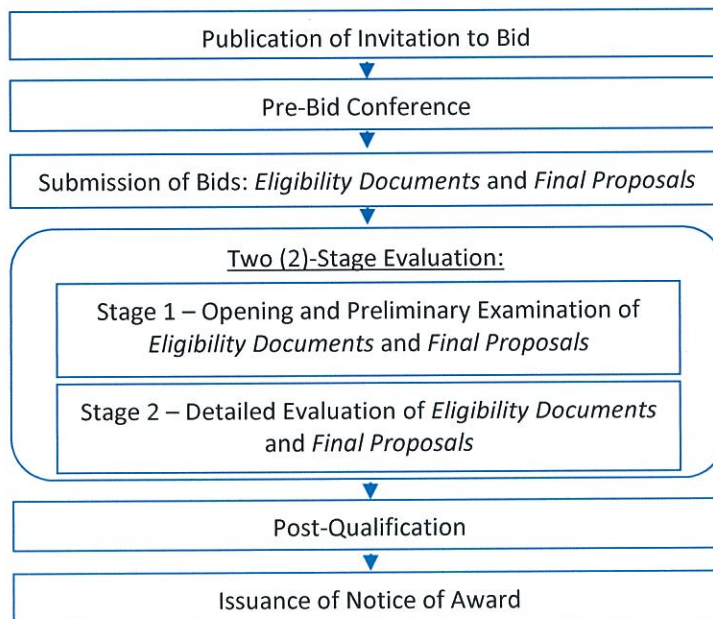 Publication of Invitation to Bid
Pre-Bid Conference
Submission of Bids: Eligibility Documents and Final Proposals
Two (2)-Stage Evaluation:
Stage 1 – Opening and Preliminary Examination of
Eligibility Documents and Final Proposals
Stage 2 – Detailed Evaluation of Eligibility Documents
and Final Proposals
Post-Qualification
Issuance of Notice of Award